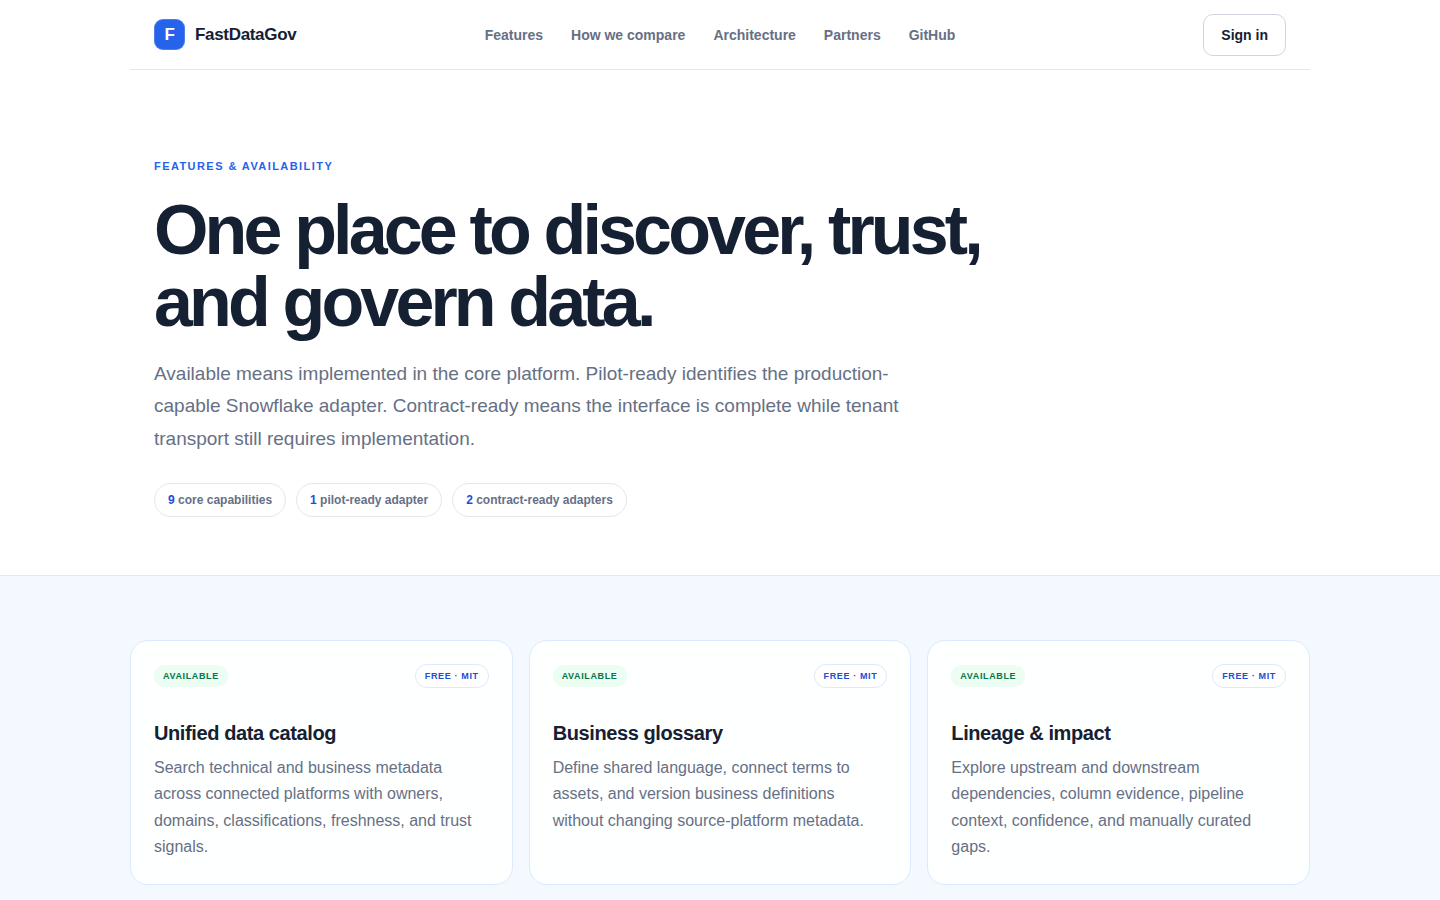 F FastDataGov Features How we compare Architecture Partners GitHub Sign in
FEATURES & AVAILABILITY
One place to discover, trust,
and govern data.
Available means implemented in the core platform. Pilot-ready identifies the production-
capable Snowflake adapter. Contract-ready means the interface is complete while tenant
transport still requires implementation.
9 core capabilities 1 pilot-ready adapter 2 contract-ready adapters
AVAILABLE FREE · MIT
Unified data catalog
Search technical and business metadata
across connected platforms with owners,
domains, classifications, freshness, and trust
signals.
AVAILABLE FREE · MIT
Business glossary
Define shared language, connect terms to
assets, and version business definitions
without changing source-platform metadata.
AVAILABLE FREE · MIT
Lineage & impact
Explore upstream and downstream
dependencies, column evidence, pipeline
context, confidence, and manually curated
gaps.